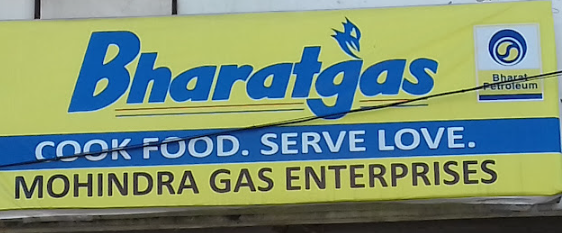 Bharatgas
Bharat
Petroleum
COOK FOOD. SERVE LOVE.
MOHINDRA GAS ENTERPRISES